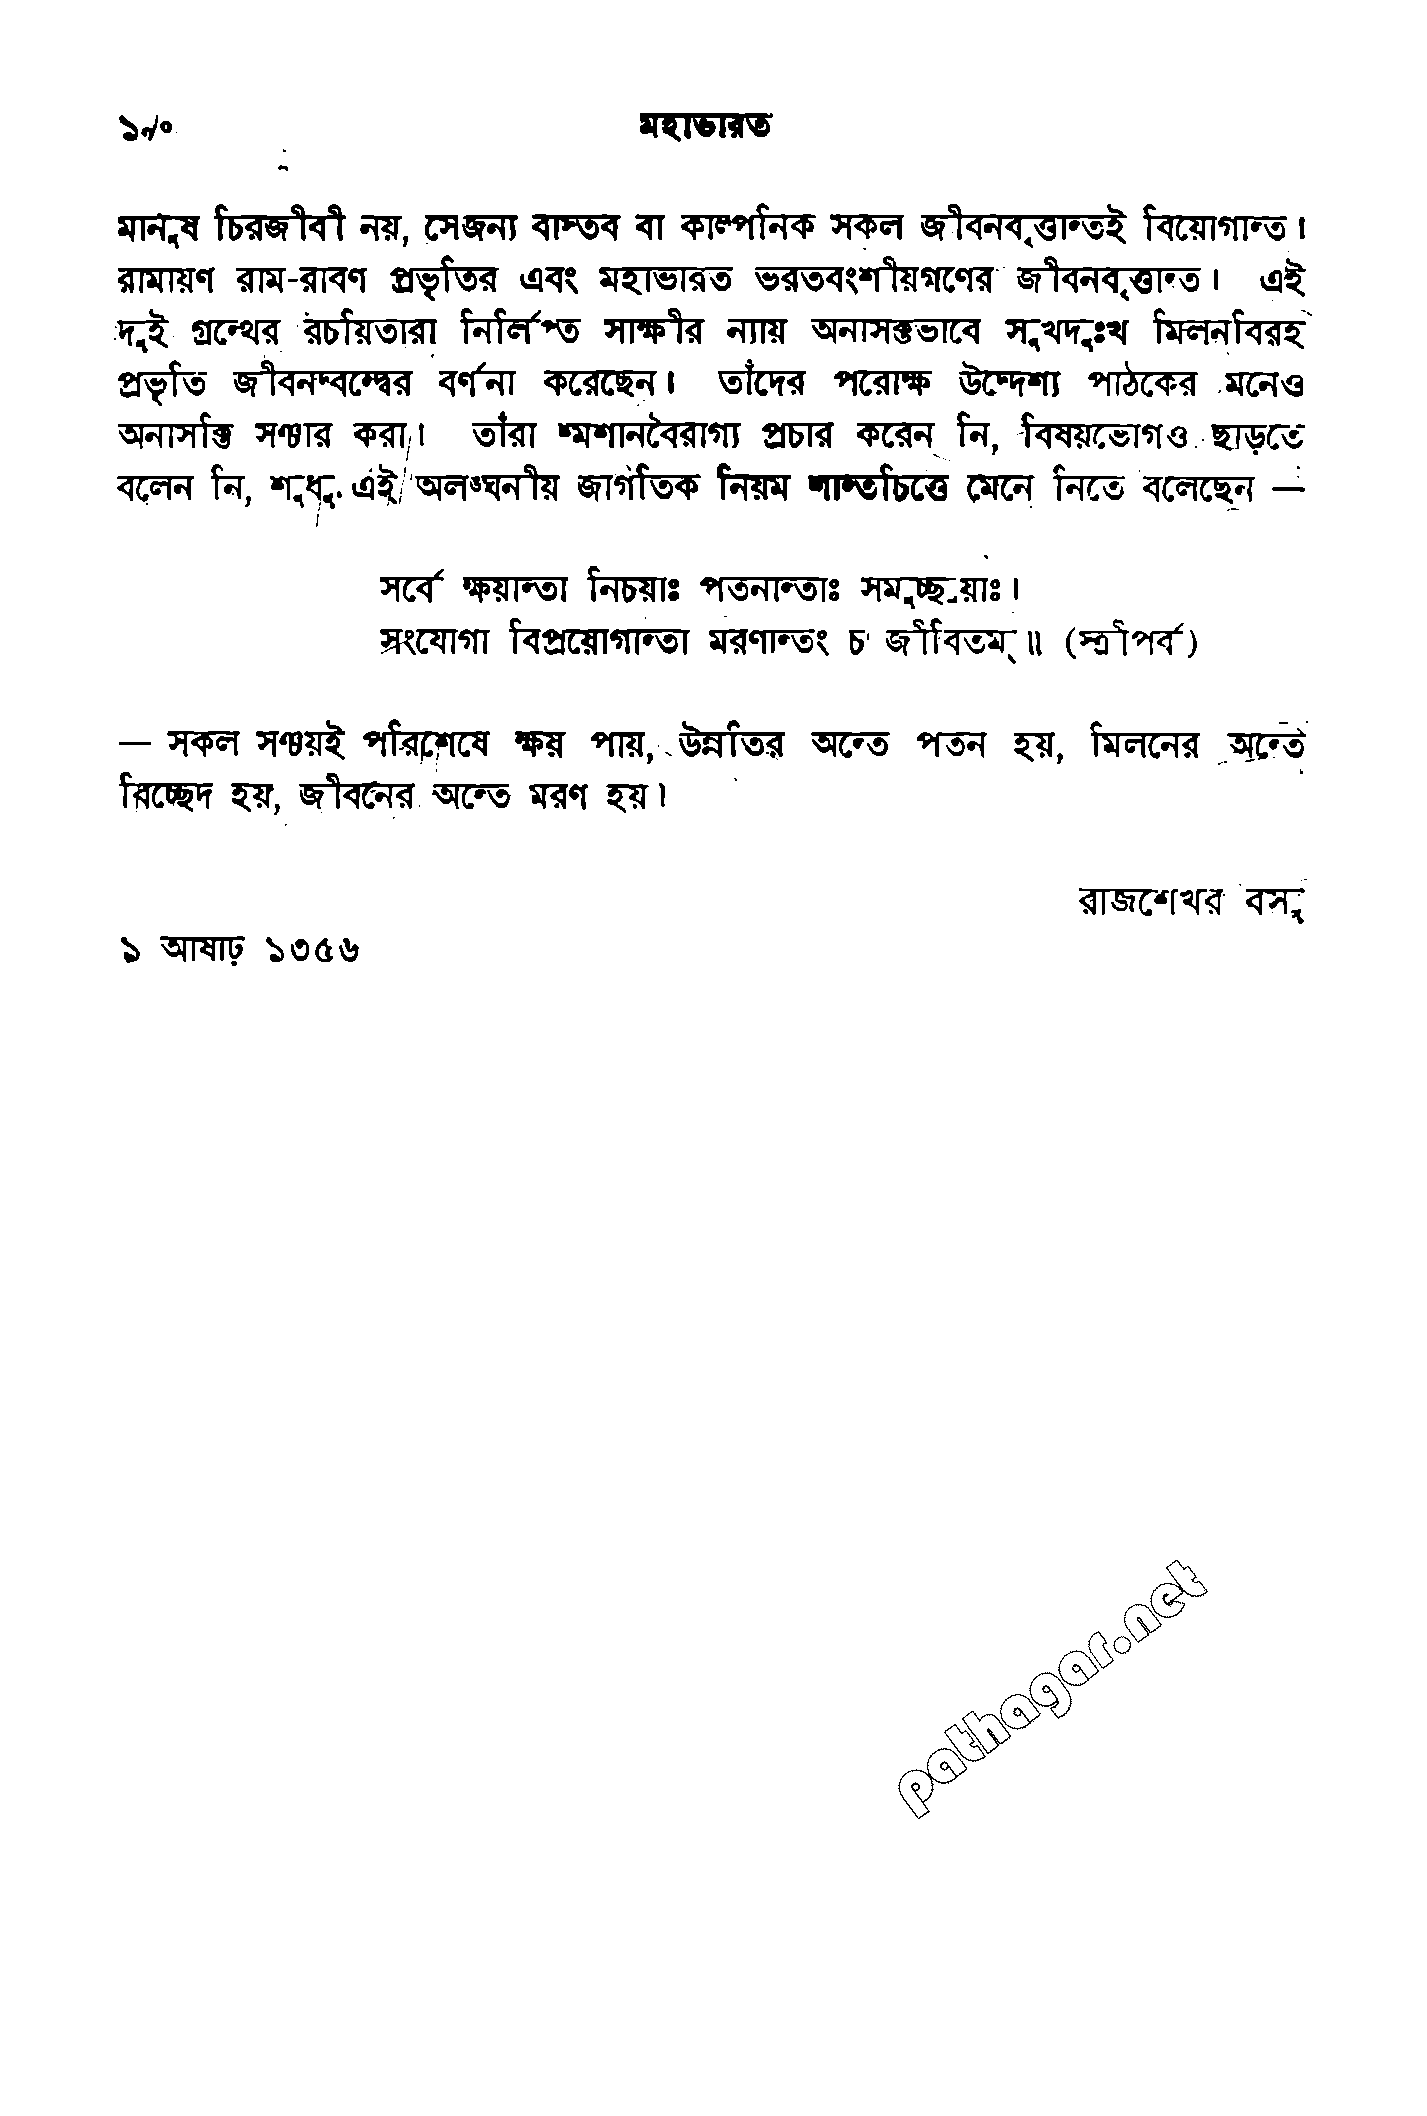 ১৵০ মহাভারত
মানুষ চিরজীবী নয়, সেজন্য বাস্তব বা কাল্পনিক সকল জীবনবৃত্তান্তই বিয়োগান্ত।
রামায়ণ রাম-রাবণ প্রভৃতির এবং মহাভারত ভরতবংশীয়গণের জীবনবৃত্তান্ত। এই
দুই গ্রন্থের রচয়িতারা নির্লিপ্ত সাক্ষীর ন্যায় অনাসক্তভাবে সুখদুঃখ মিলনবিরহ
প্রভৃতি জীবনদ্বন্দ্বের বর্ণনা করেছেন। তাঁদের পরোক্ষ উদ্দেশ্য পাঠকের মনেও
অনাসক্তি সঞ্চার করা। তাঁরা শ্মশানবৈরাগ্য প্রচার করেন নি, বিষয়ভোগও ছাড়তে
বলেন নি, শুধু এই অলঙ্ঘনীয় জাগতিক নিয়ম শান্তচিত্তে মেনে নিতে বলেছেন —
সর্বে ক্ষয়ান্তা নিচয়াঃ পতনান্তাঃ সমুচ্ছ্রয়াঃ।
সংযোগা বিপ্রয়োগান্তা মরণান্তং চ জীবিতম্॥ (স্ত্রীপর্ব)
— সকল সঞ্চয়ই পরিশেষে ক্ষয় পায়, উন্নতির অন্তে পতন হয়, মিলনের অন্তে
বিচ্ছেদ হয়, জীবনের অন্তে মরণ হয়।
রাজশেখর বসু
১ আষাঢ় ১৩৫৬
pathagar.net